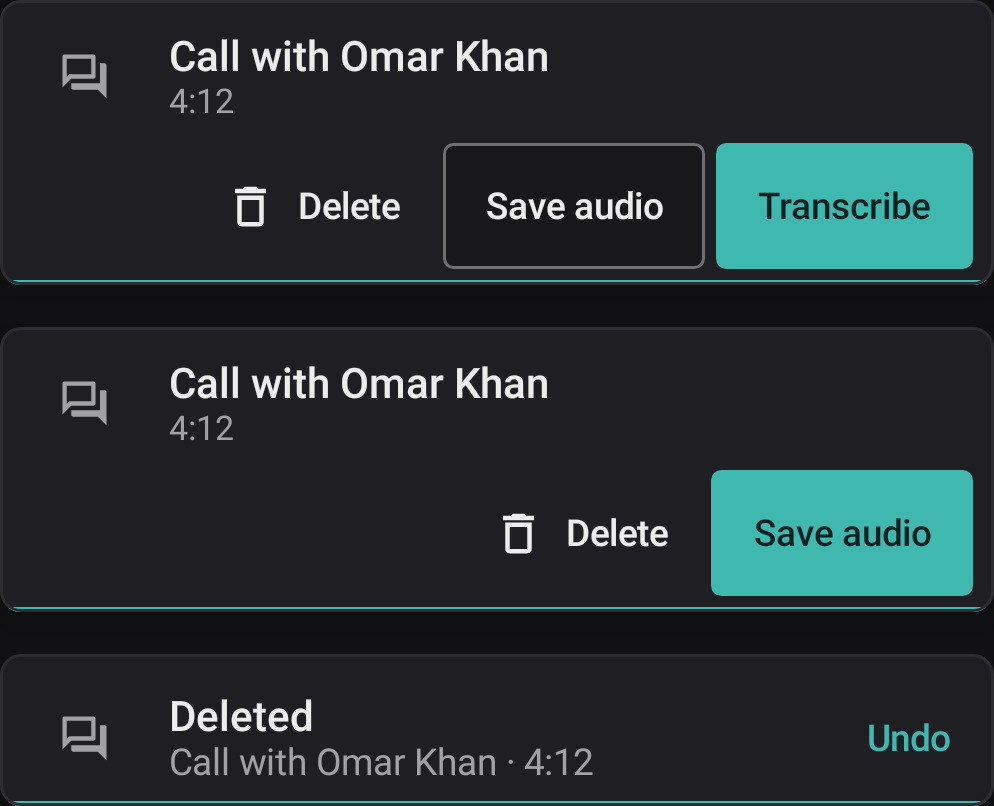 Call with Omar Khan
4:12
Delete Save audio Transcribe
Call with Omar Khan
4:12
Delete Save audio
Deleted
Call with Omar Khan · 4:12
Undo